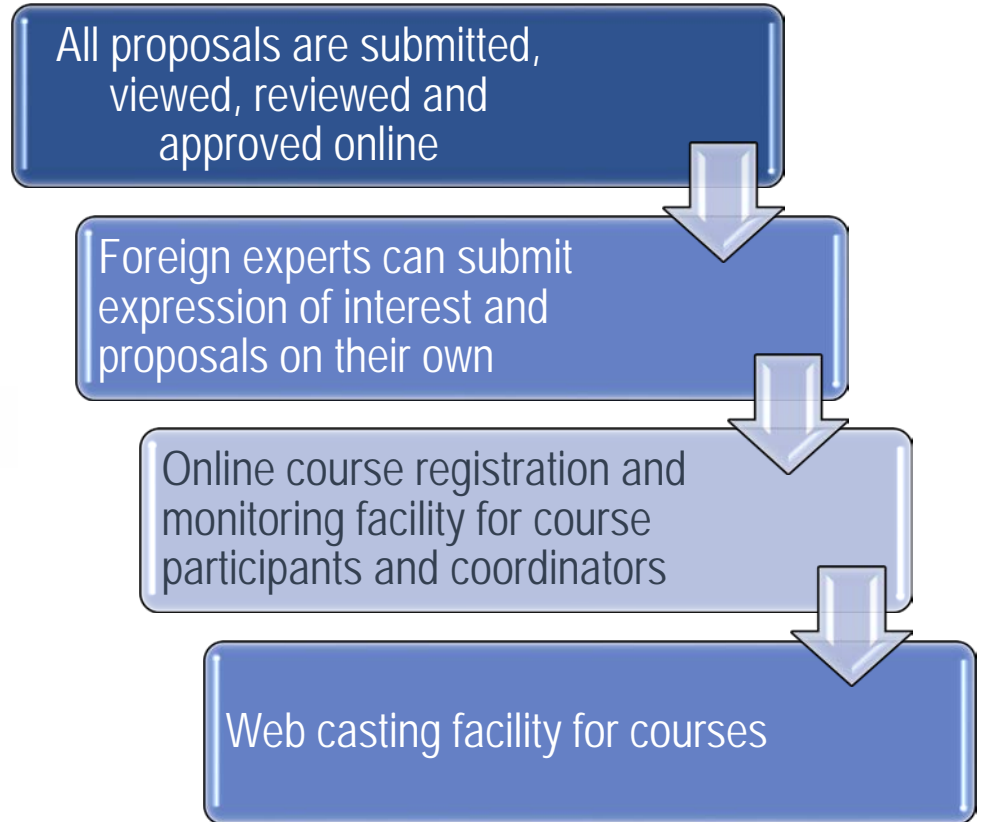 All proposals are submitted,
viewed, reviewed and
approved online
Foreign experts can submit
expression of interest and
proposals on their own
Online course registration and
monitoring facility for course
participants and coordinators
Web casting facility for courses